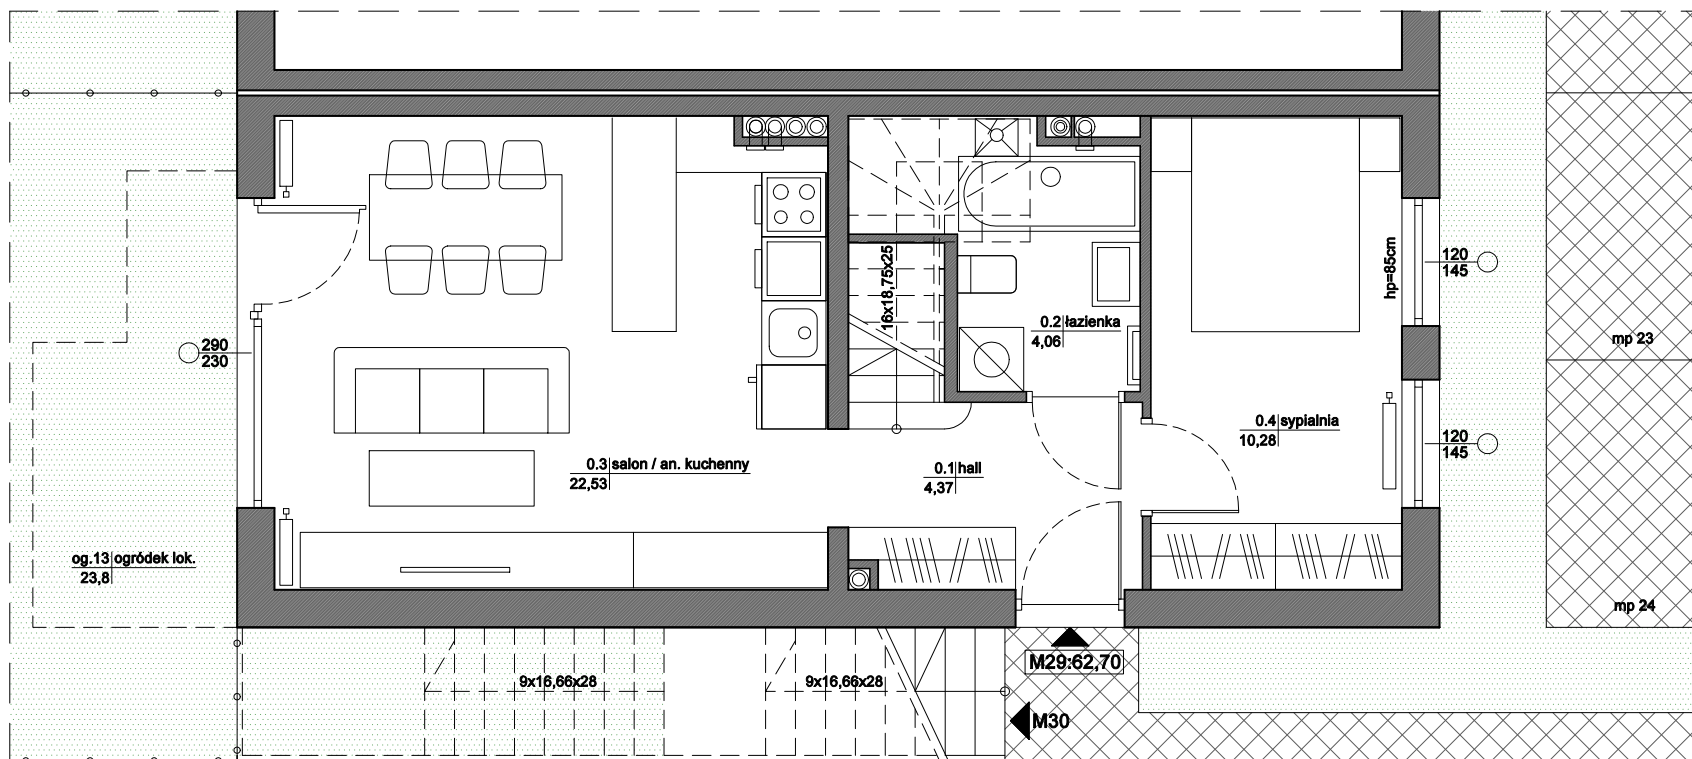 16x18,75x25
hp=85cm
120
145
0.2 łazienka
4,06
mp 23
290
230
0.4 sypialnia
10,28
120
145
0.3 salon / an. kuchenny
22,53
0.1 hall
4,37
og.13 ogródek lok.
23,8
mp 24
M29:62,70
9x16,66x28
9x16,66x28
M30